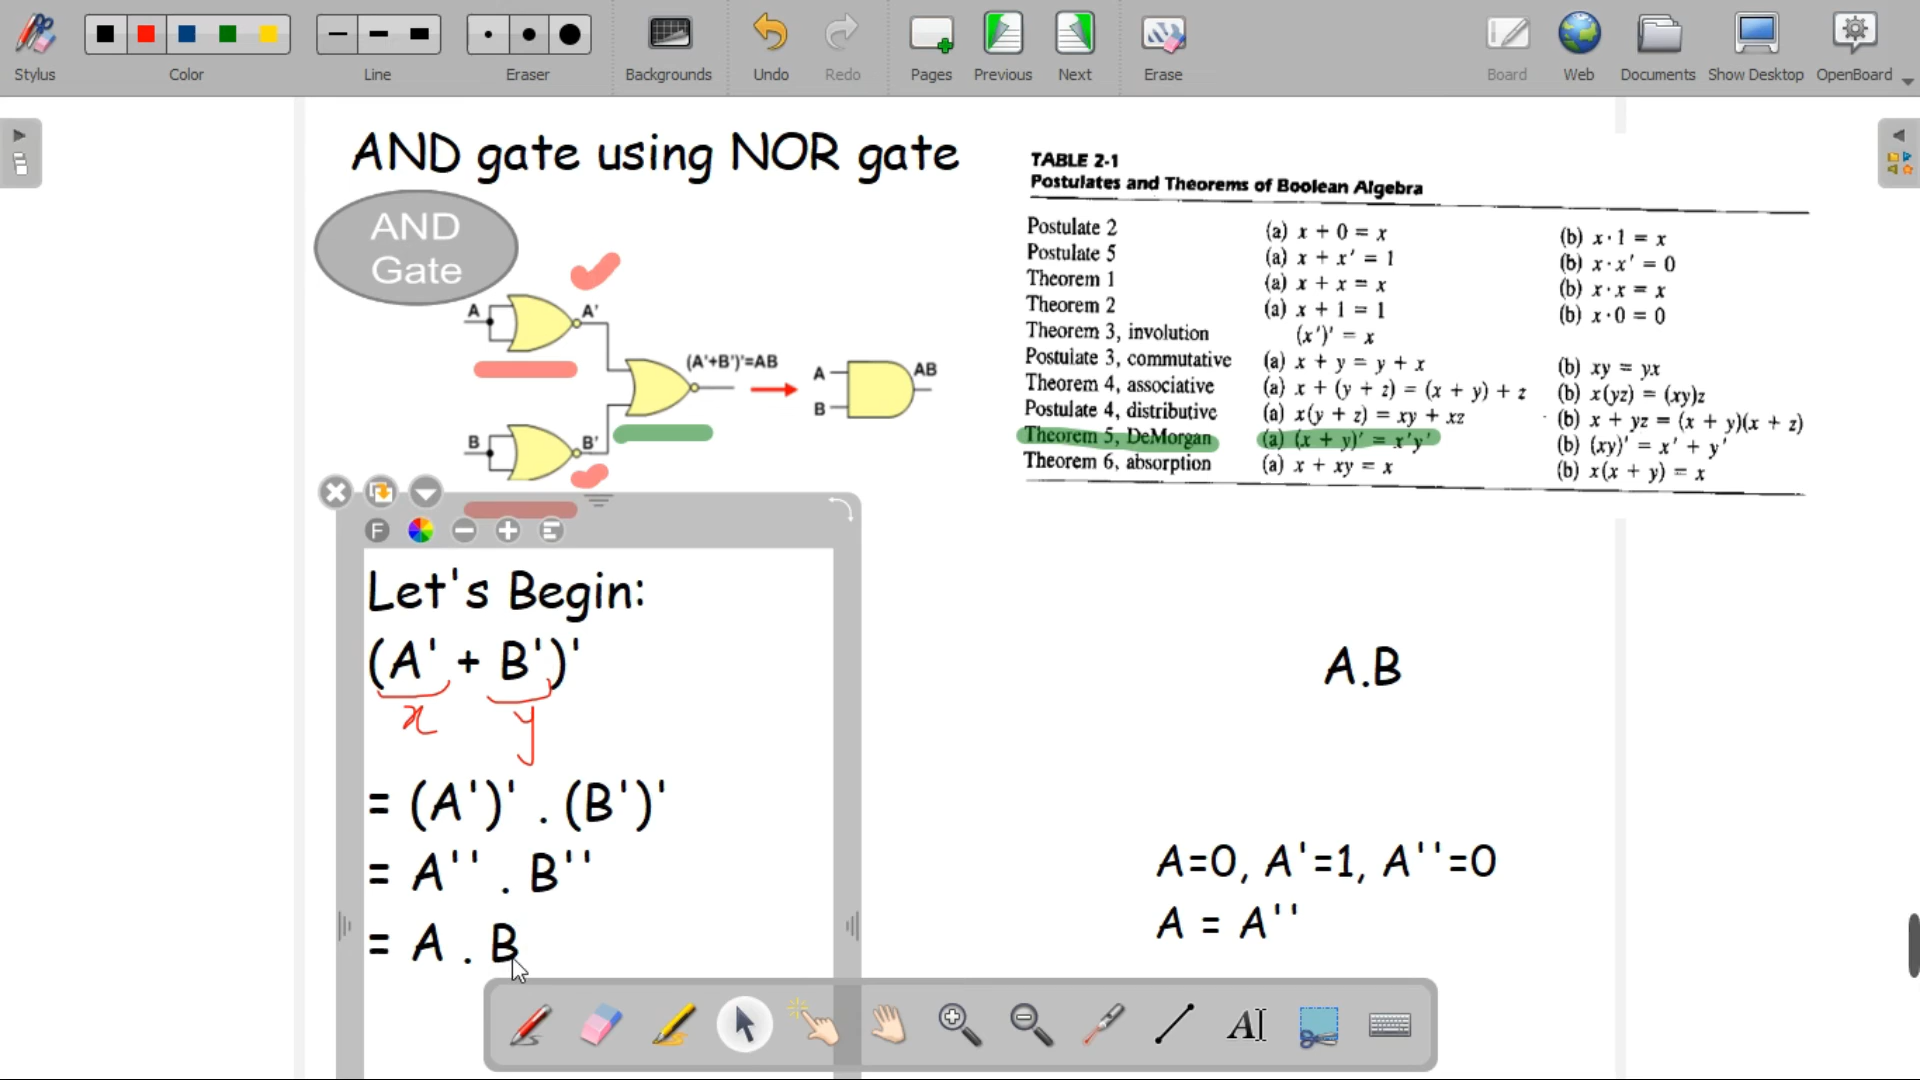 Stylus
Color
Line
Eraser
Backgrounds
Undo
Redo
Pages
Previous
Next
Erase
Board
Web
Documents
Show Desktop
OpenBoard
AND gate using NOR gate
AND
Gate
A
A'
B
B'
(A'+B')'=AB
A
B
AB
TABLE 2-1
Postulates and Theorems of Boolean Algebra
Postulate 2 (a) x + 0 = x (b) x·1 = x
Postulate 5 (a) x + x' = 1 (b) x·x' = 0
Theorem 1 (a) x + x = x (b) x·x = x
Theorem 2 (a) x + 1 = 1 (b) x·0 = 0
Theorem 3, involution (x')' = x
Postulate 3, commutative (a) x + y = y + x (b) xy = yx
Theorem 4, associative (a) x + (y + z) = (x + y) + z (b) x(yz) = (xy)z
Postulate 4, distributive (a) x(y + z) = xy + xz (b) x + yz = (x + y)(x + z)
Theorem 5, DeMorgan (a) (x + y)' = x'y' (b) (xy)' = x' + y'
Theorem 6, absorption (a) x + xy = x (b) x(x + y) = x
F
Let's Begin:
(A' + B')'
x y
= (A')' . (B')'
= A'' . B''
= A . B
A.B
A=0, A'=1, A''=0
A = A''
AI